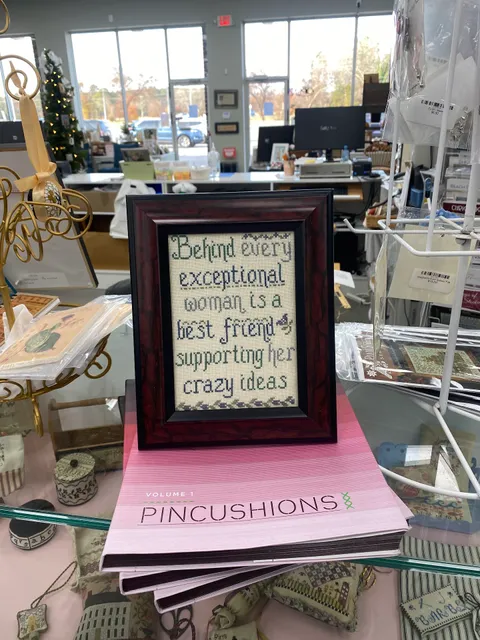 Behind every
exceptional
woman is a
best friend
supporting her
crazy ideas
VOLUME 1
PINCUSHIONS